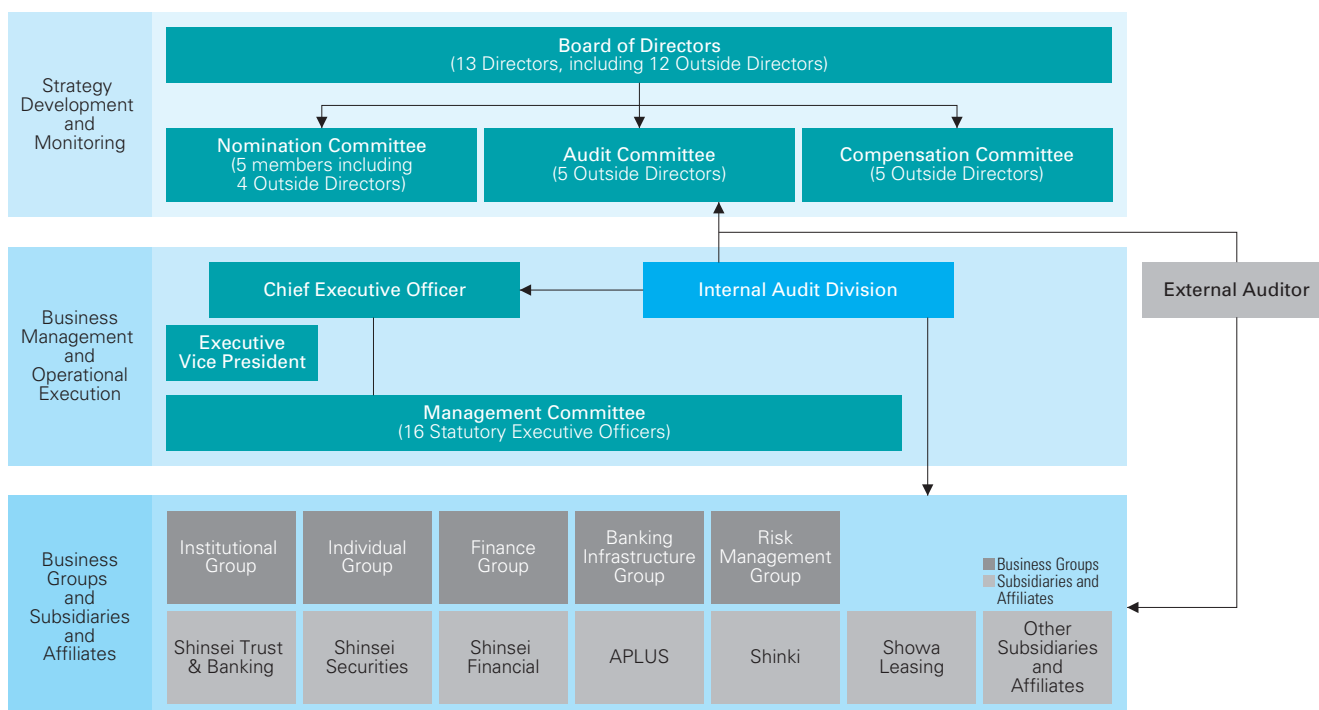 Strategy
Development
and
Monitoring
Board of Directors
(13 Directors, including 12 Outside Directors)
Nomination Committee
(5 members including
4 Outside Directors)
Audit Committee
(5 Outside Directors)
Compensation Committee
(5 Outside Directors)
Business
Management
and
Operational
Execution
Chief Executive Officer
Internal Audit Division
External Auditor
Executive
Vice President
Management Committee
(16 Statutory Executive Officers)
Business
Groups
and
Subsidiaries
and
Affiliates
Institutional
Group
Individual
Group
Finance
Group
Banking
Infrastructure
Group
Risk
Management
Group
Business Groups
Subsidiaries and
Affiliates
Shinsei Trust
& Banking
Shinsei
Securities
Shinsei
Financial
APLUS
Shinki
Showa
Leasing
Other
Subsidiaries
and
Affiliates